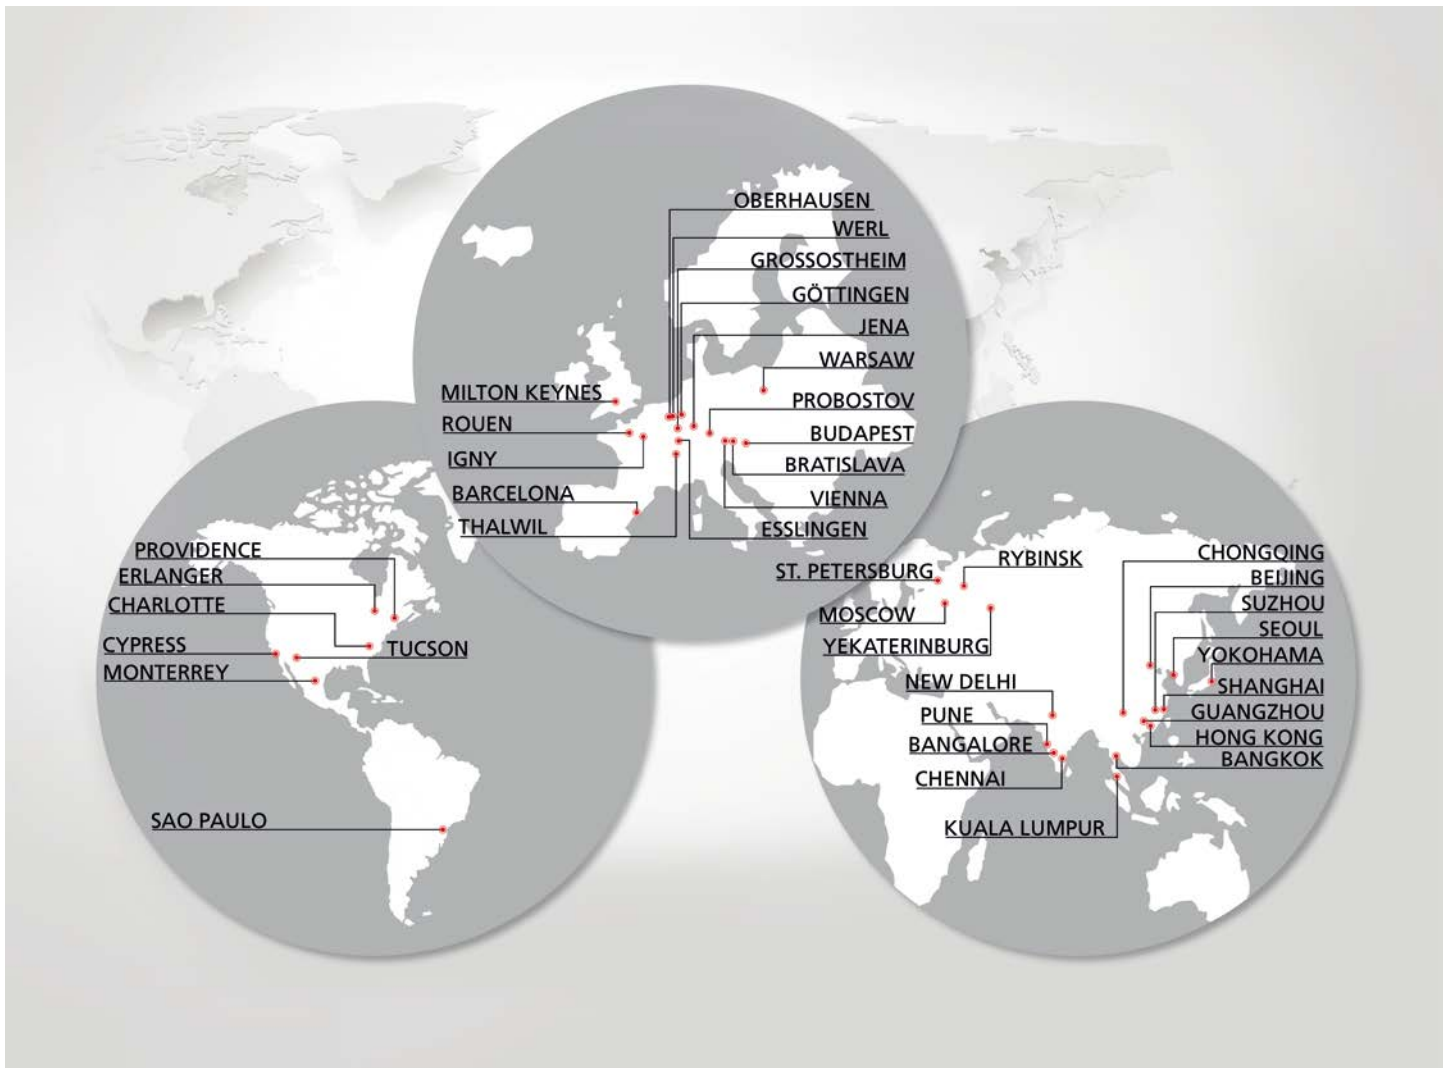 OBERHAUSEN
WERL
GROSSOSTHEIM
GÖTTINGEN
JENA
WARSAW
MILTON KEYNES
PROBOSTOV
ROUEN
BUDAPEST
IGNY
BRATISLAVA
BARCELONA
VIENNA
THALWIL
ESSLINGEN
PROVIDENCE
ERLANGER
CHARLOTTE
CYPRESS
TUCSON
MONTERREY
SAO PAULO
ST. PETERSBURG
RYBINSK
MOSCOW
YEKATERINBURG
NEW DELHI
PUNE
BANGALORE
CHENNAI
KUALA LUMPUR
CHONGQING
BEIJING
SUZHOU
SEOUL
YOKOHAMA
SHANGHAI
GUANGZHOU
HONG KONG
BANGKOK